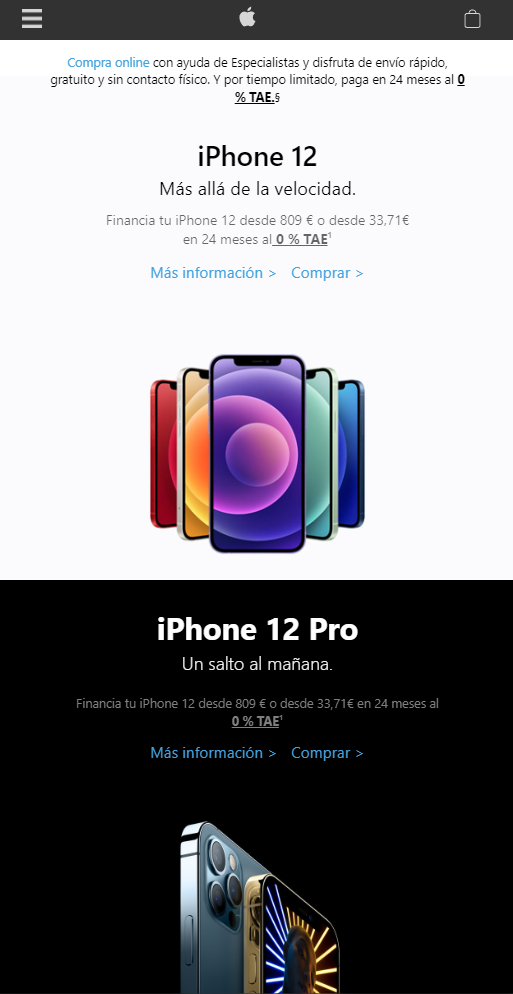 Compra online con ayuda de Especialistas y disfruta de envío rápido,
gratuito y sin contacto físico. Y por tiempo limitado, paga en 24 meses al 0
% TAE.§
iPhone 12
Más allá de la velocidad.
Financia tu iPhone 12 desde 809 € o desde 33,71€
en 24 meses al 0 % TAE¹
Más información > Comprar >
iPhone 12 Pro
Un salto al mañana.
Financia tu iPhone 12 desde 809 € o desde 33,71€ en 24 meses al
0 % TAE¹
Más información > Comprar >